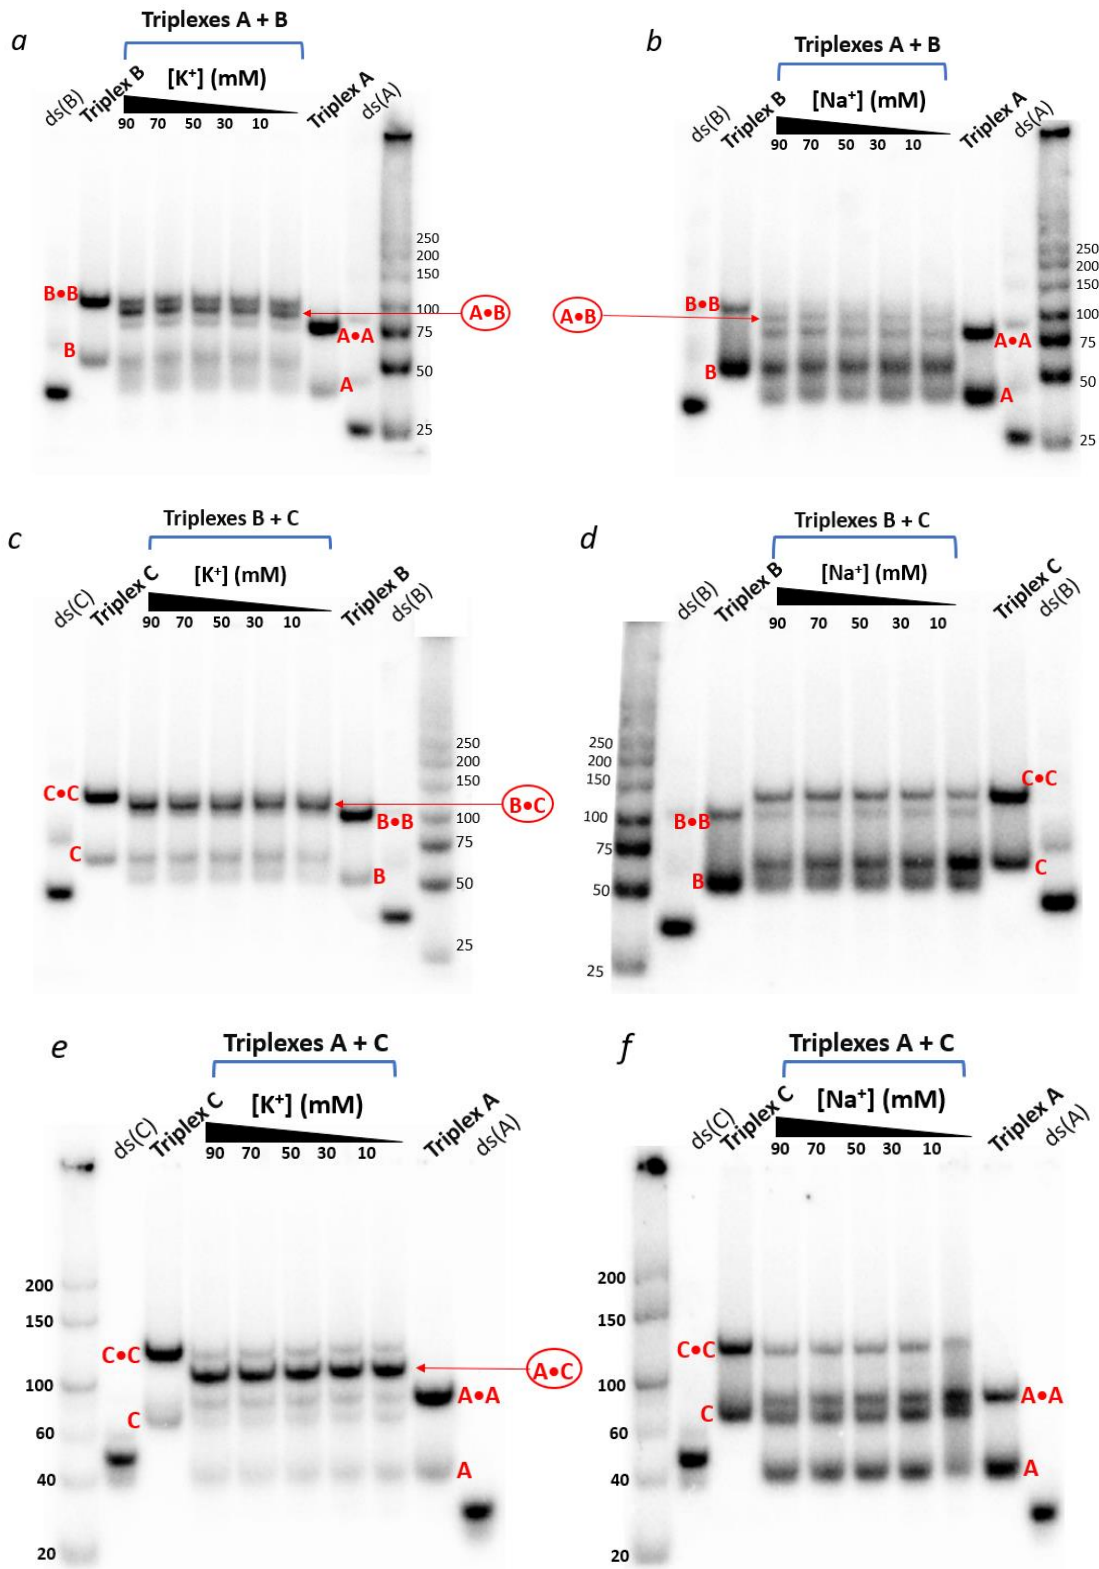 a
Triplexes A + B
[K⁺] (mM)
ds(B)
Triplex B
90 70 50 30 10
Triplex A
ds(A)
250
200
150
100
75
50
25
B•B
B
A•A
A
A•B
b
Triplexes A + B
[Na⁺] (mM)
ds(B)
Triplex B
90 70 50 30 10
Triplex A
ds(A)
250
200
150
100
75
50
25
B•B
A•B
B
A•A
A
c
Triplexes B + C
[K⁺] (mM)
ds(C)
Triplex C
90 70 50 30 10
Triplex B
ds(B)
250
200
150
100
75
50
25
C•C
C
B•B
B
B•C
d
Triplexes B + C
[Na⁺] (mM)
ds(B)
Triplex B
90 70 50 30 10
Triplex C
ds(B)
250
200
150
100
75
50
25
B•B
B
C•C
C
e
Triplexes A + C
[K⁺] (mM)
ds(C)
Triplex C
90 70 50 30 10
Triplex A
ds(A)
200
150
100
60
40
20
C•C
C
A•A
A
A•C
f
Triplexes A + C
[Na⁺] (mM)
ds(C)
Triplex C
90 70 50 30 10
Triplex A
ds(A)
200
150
100
60
40
20
C•C
C
A•A
A